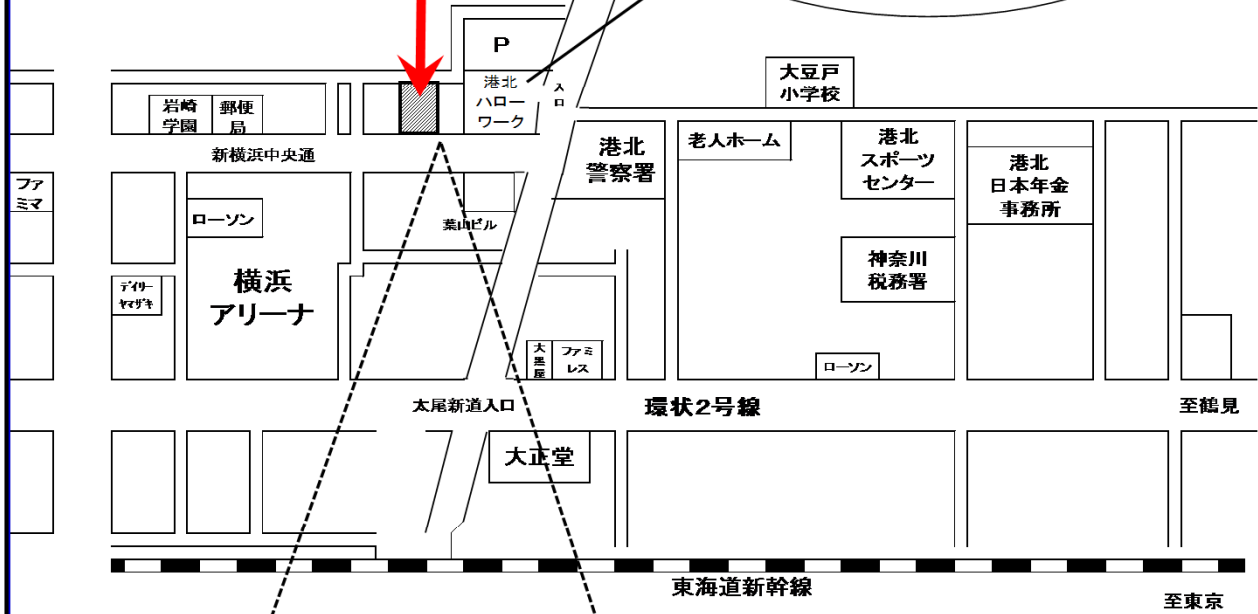 P
港北
ハロー
ワーク
入
口
大豆戸
小学校
岩崎
学園
郵便
局
新横浜中央通
港北
警察署
老人ホーム
港北
スポーツ
センター
港北
日本年金
事務所
ファ
ミマ
ローソン
葉山ビル
神奈川
税務署
横浜
アリーナ
デイリー
ヤマザキ
大
黒
屋
ファミ
レス
ローソン
太尾新道入口
環状2号線
至鶴見
大正堂
東海道新幹線
至東京